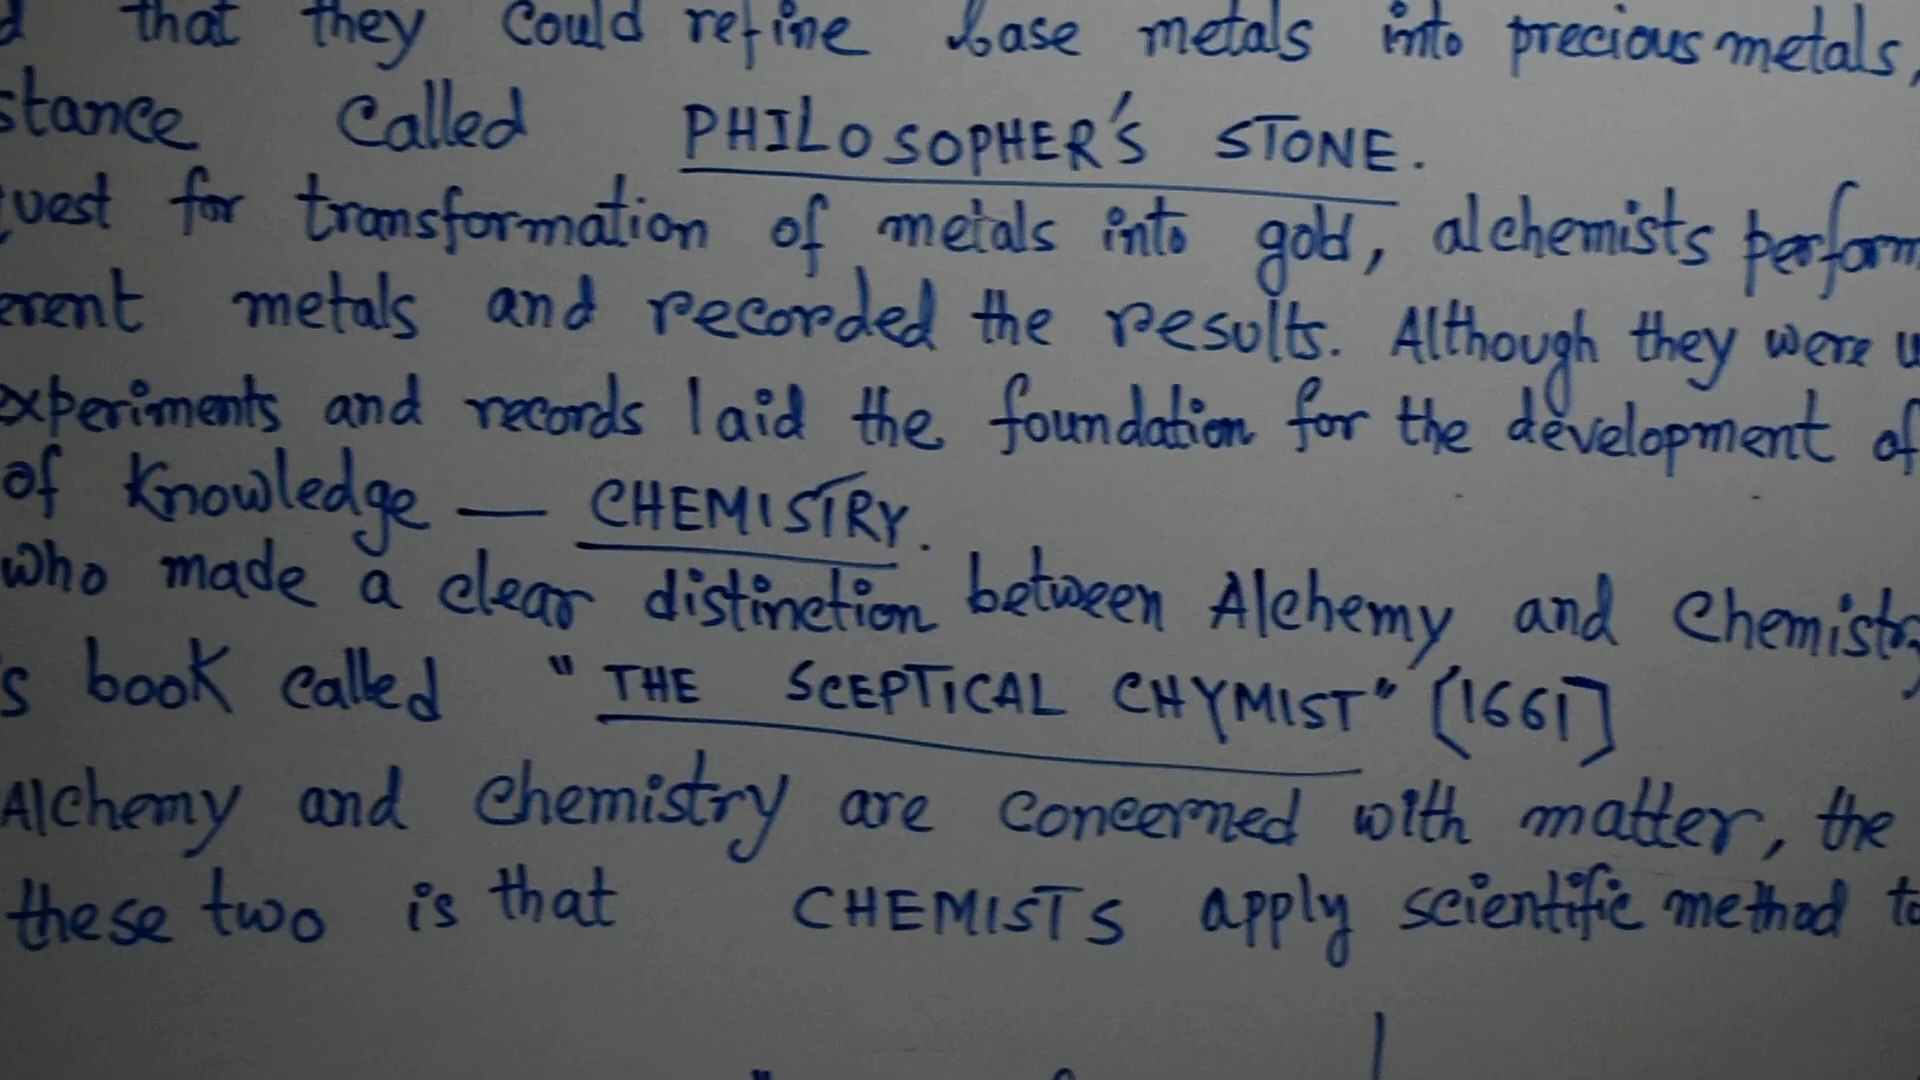 that they could refine base metals into precious metals,
stance called PHILOSOPHER'S STONE.
quest for transformation of metals into gold, alchemists perform
erent metals and recorded the results. Although they were u
experiments and records laid the foundation for the development of
of knowledge — CHEMISTRY.
who made a clear distinction between Alchemy and Chemistry
s book called "THE SCEPTICAL CHYMIST" [1661]
Alchemy and chemistry are concerned with matter, the
these two is that CHEMISTS apply scientific method to